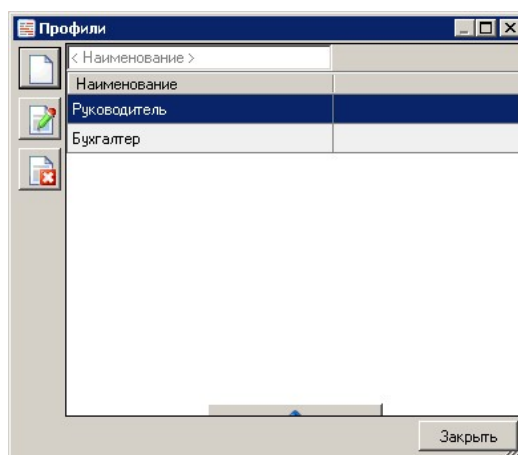 Профили
< Наименование >
Наименование
Руководитель
Бухгалтер
Закрыть